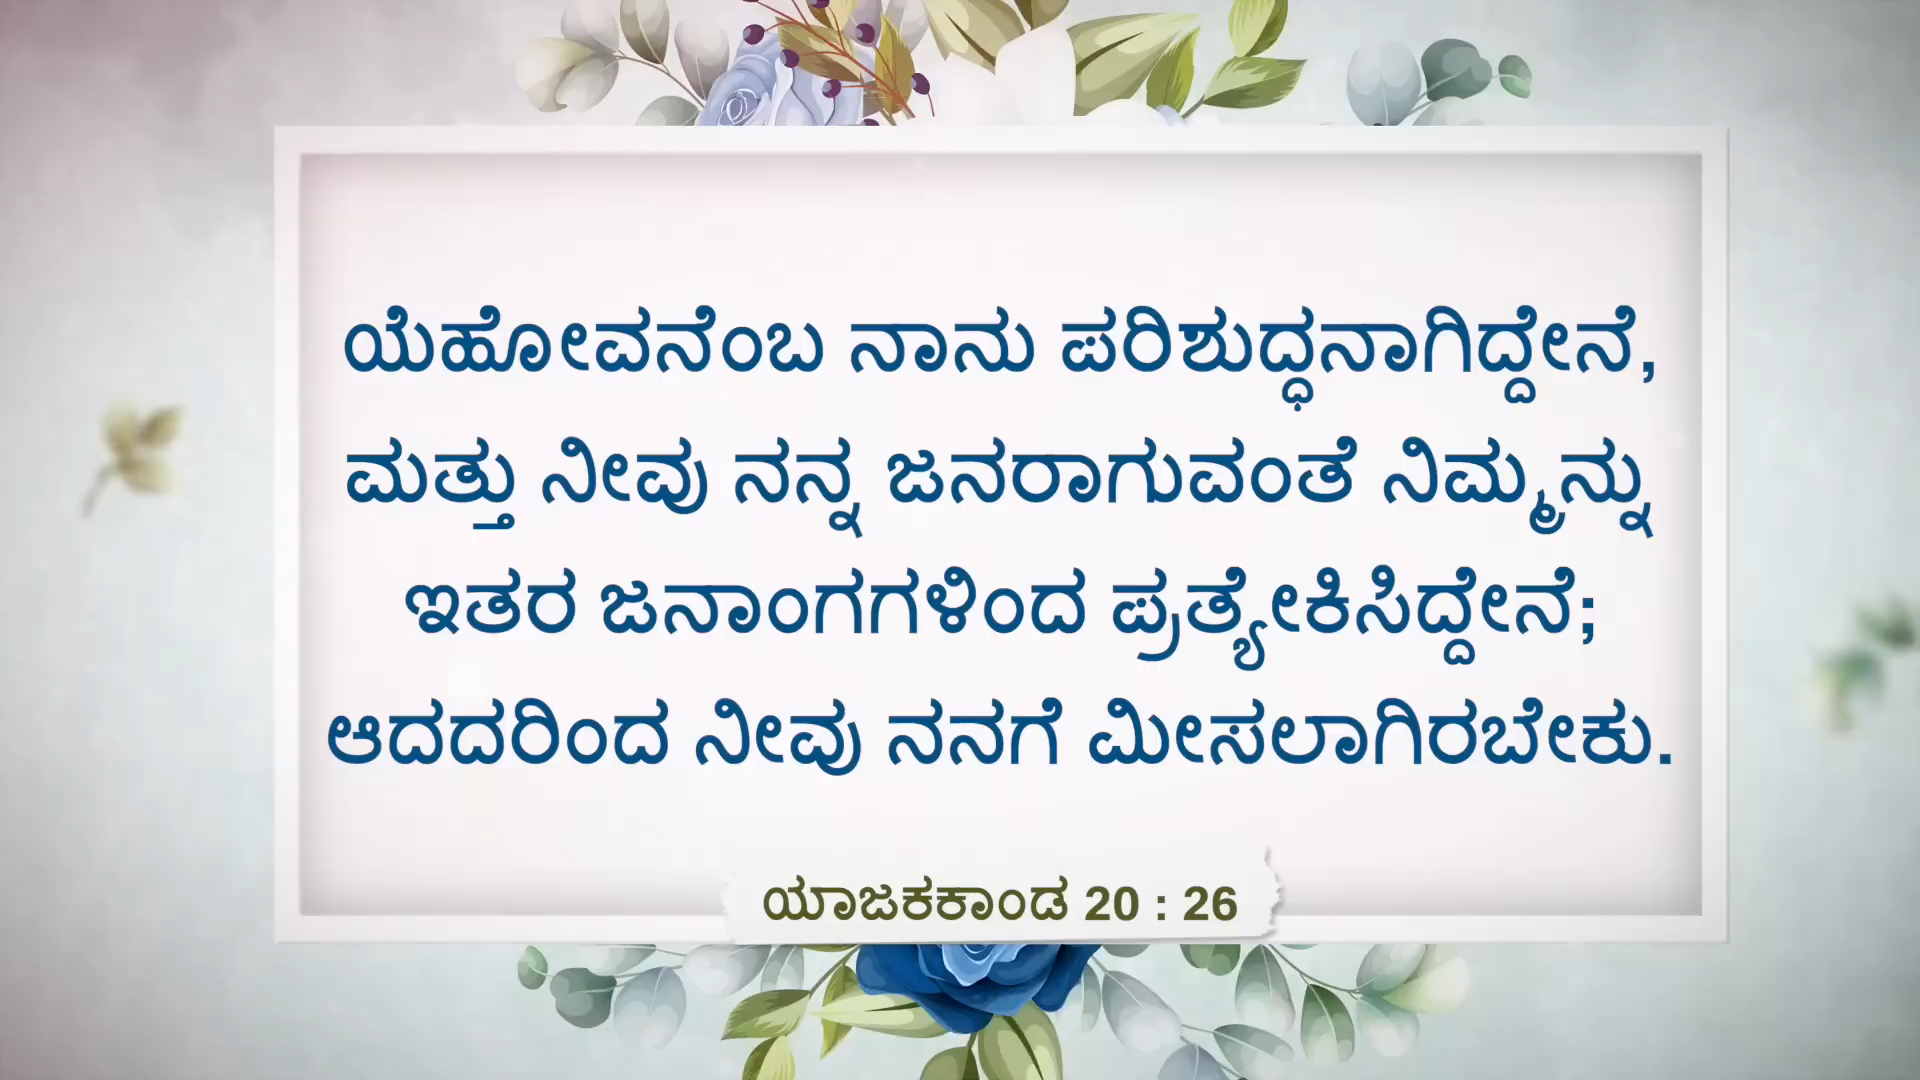 ಯೆಹೋವನೆಂಬ ನಾನು ಪರಿಶುದ್ಧನಾಗಿದ್ದೇನೆ,
ಮತ್ತು ನೀವು ನನ್ನ ಜನರಾಗುವಂತೆ ನಿಮ್ಮನ್ನು
ಇತರ ಜನಾಂಗಗಳಿಂದ ಪ್ರತ್ಯೇಕಿಸಿದ್ದೇನೆ;
ಆದದರಿಂದ ನೀವು ನನಗೆ ಮೀಸಲಾಗಿರಬೇಕು.
ಯಾಜಕಕಾಂಡ 20 : 26